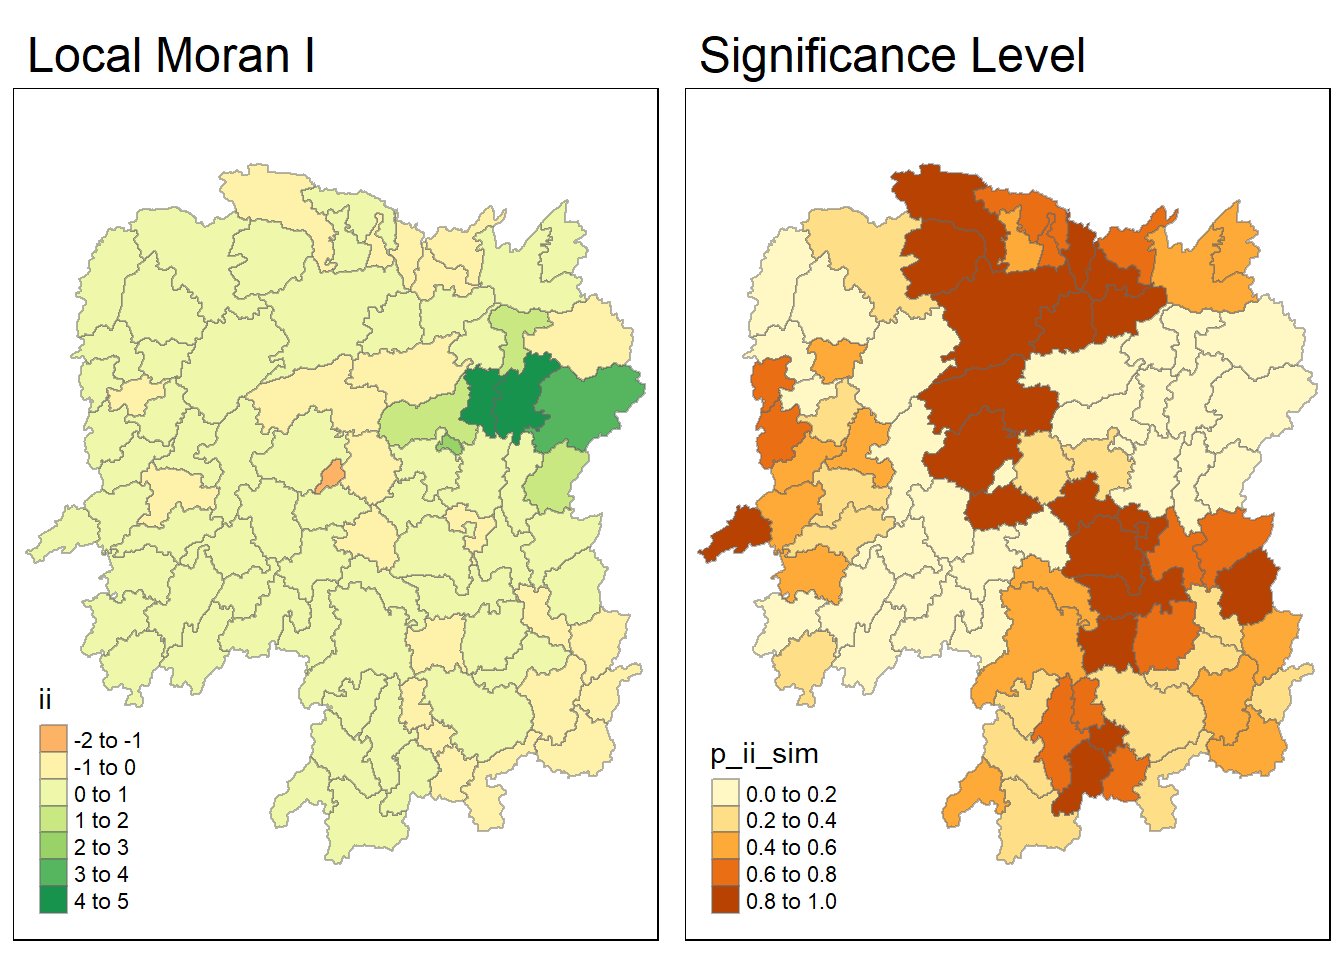 Local Moran I
Significance Level
ii
-2 to -1
-1 to 0
0 to 1
1 to 2
2 to 3
3 to 4
4 to 5
p_ii_sim
0.0 to 0.2
0.2 to 0.4
0.4 to 0.6
0.6 to 0.8
0.8 to 1.0